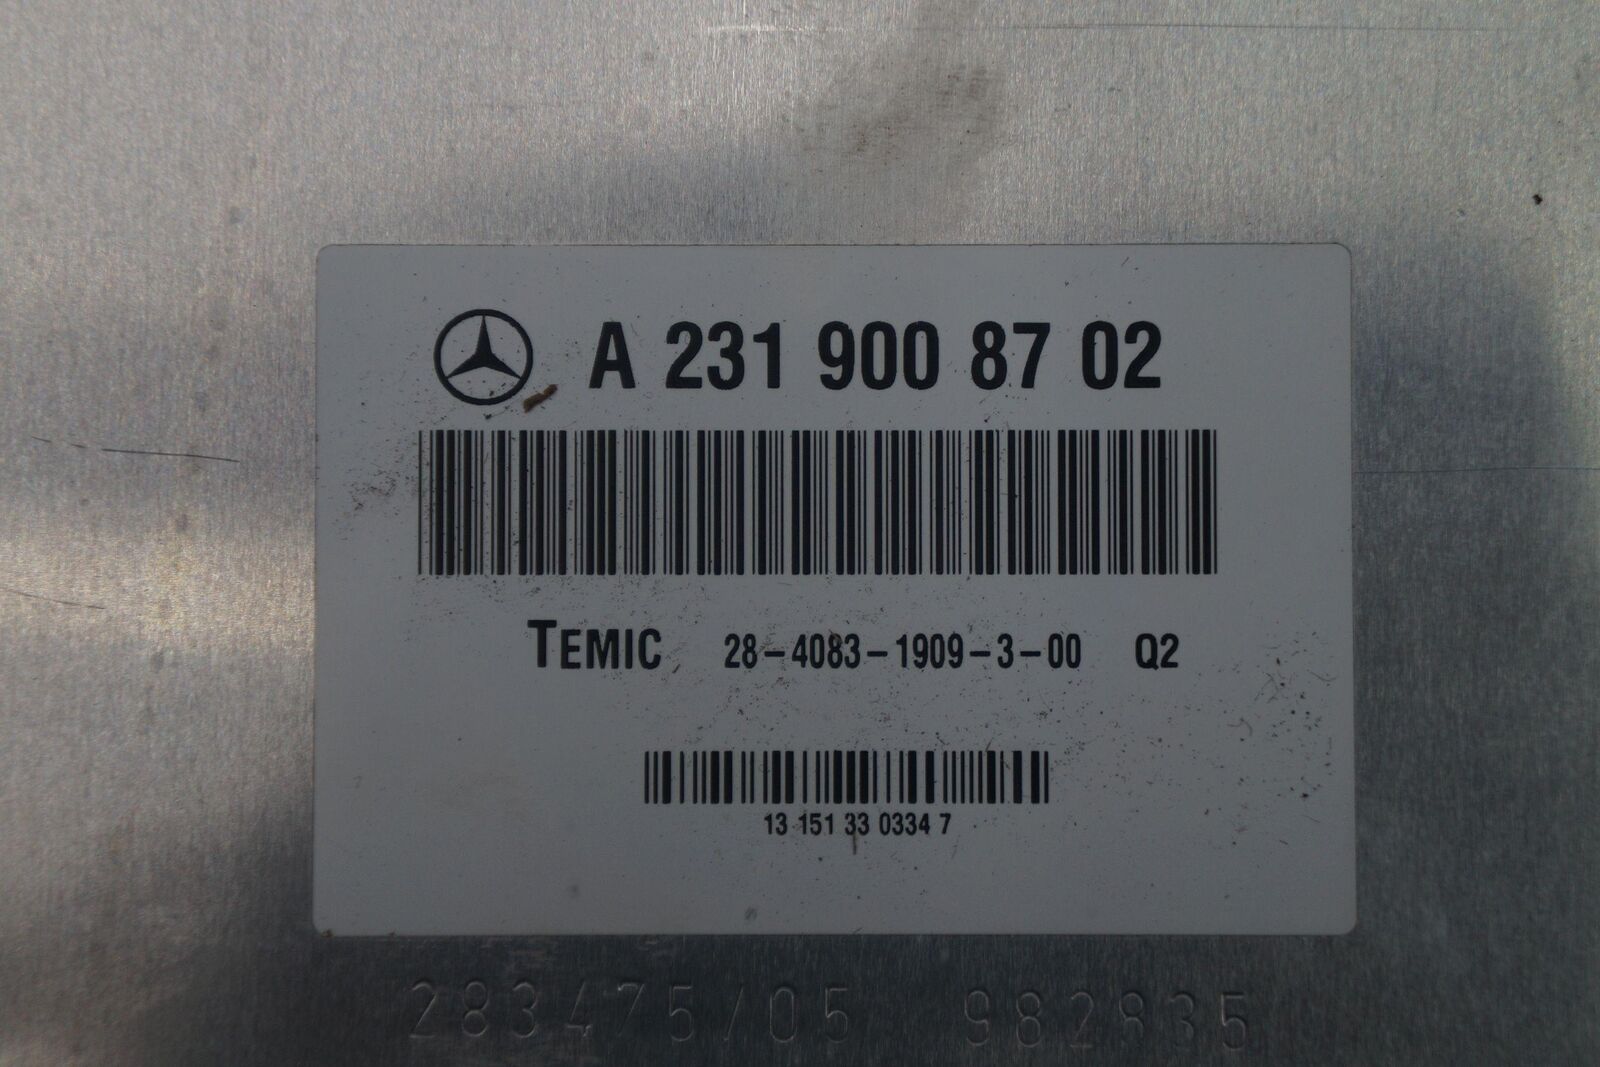 A 231 900 87 02
TEMIC 28-4083-1909-3-00 Q2
13 151 33 0334 7
283475/05 982835